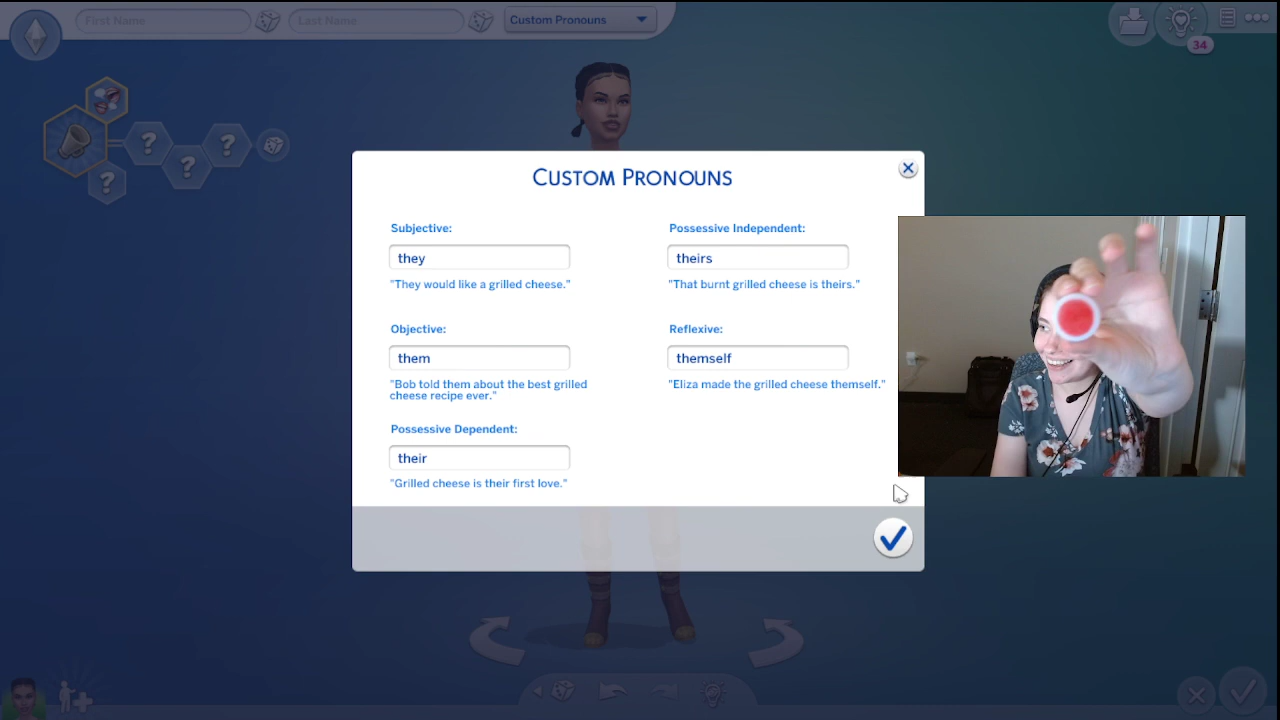 First Name
Last Name
Custom Pronouns
34
?
?
?
?
CUSTOM PRONOUNS
Subjective:
they
"They would like a grilled cheese."
Possessive Independent:
theirs
"That burnt grilled cheese is theirs."
Objective:
them
"Bob told them about the best grilled
cheese recipe ever."
Reflexive:
themself
"Eliza made the grilled cheese themself."
Possessive Dependent:
their
"Grilled cheese is their first love."